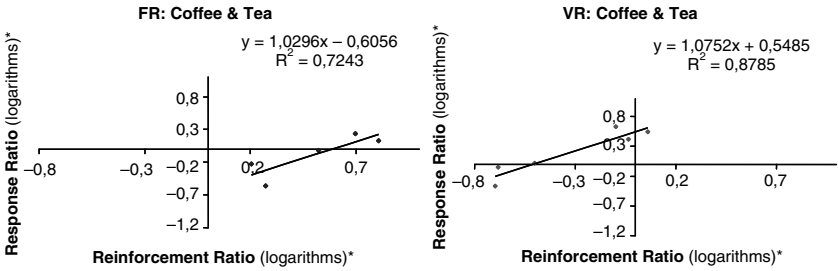 FR: Coffee & Tea
y = 1,0296x – 0,6056
R² = 0,7243
Response Ratio (logarithms)*
0,8
0,3
–0,2
–0,7
–1,2
–0,8
–0,3
0,2
0,7
Reinforcement Ratio (logarithms)*
VR: Coffee & Tea
y = 1,0752x + 0,5485
R² = 0,8785
Response Ratio (logarithms)*
0,8
0,3
–0,2
–0,7
–1,2
–0,8
–0,3
0,2
0,7
Reinforcement Ratio (logarithms)*